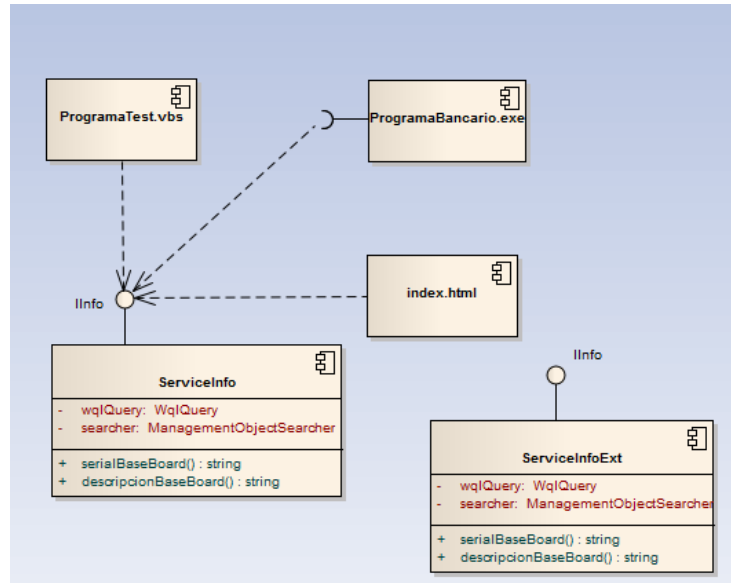 ProgramaTest.vbs
ProgramaBancario.exe
index.html
IInfo
ServiceInfo
- wqlQuery: WqlQuery
- searcher: ManagementObjectSearcher
+ serialBaseBoard() : string
+ descripcionBaseBoard() : string
IInfo
ServiceInfoExt
- wqlQuery: WqlQuery
- searcher: ManagementObjectSearcher
+ serialBaseBoard() : string
+ descripcionBaseBoard() : string